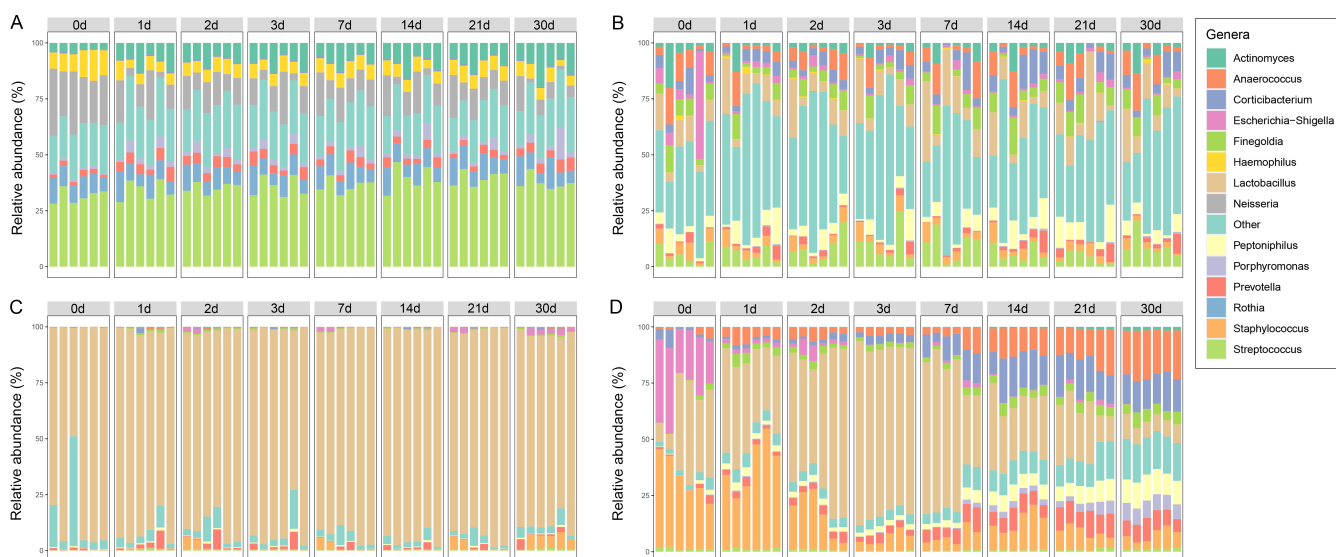 A
0d 1d 2d 3d 7d 14d 21d 30d
Relative abundance (%)
100
75
50
25
0
B
0d 1d 2d 3d 7d 14d 21d 30d
Relative abundance (%)
100
75
50
25
0
C
0d 1d 2d 3d 7d 14d 21d 30d
Relative abundance (%)
100
75
50
25
0
D
0d 1d 2d 3d 7d 14d 21d 30d
Relative abundance (%)
100
75
50
25
0
Genera
Actinomyces
Anaerococcus
Corticibacterium
Escherichia−Shigella
Finegoldia
Haemophilus
Lactobacillus
Neisseria
Other
Peptoniphilus
Porphyromonas
Prevotella
Rothia
Staphylococcus
Streptococcus